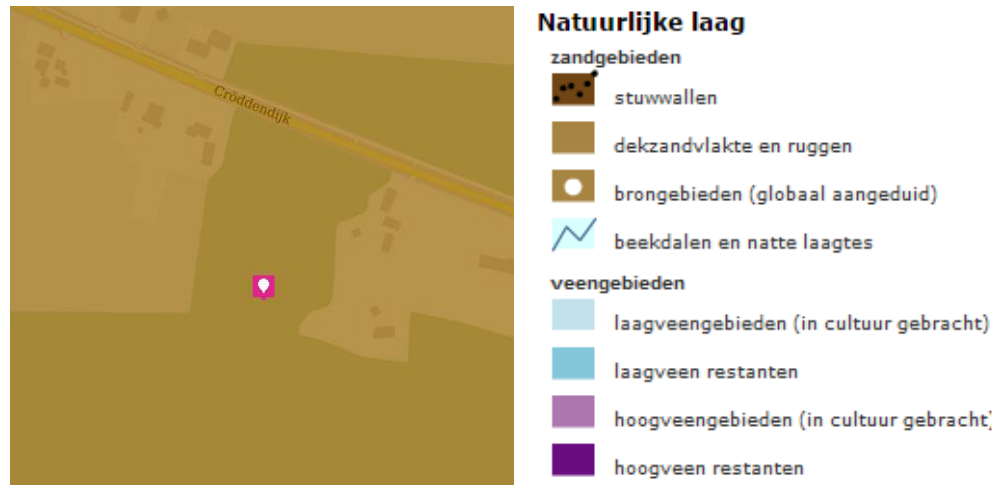 Cröddendijk
Natuurlijke laag
zandgebieden
stuwwallen
dekzandvlakte en ruggen
brongebieden (globaal aangeduid)
beekdalen en natte laagtes
veengebieden
laagveengebieden (in cultuur gebracht)
laagveen restanten
hoogveengebieden (in cultuur gebracht)
hoogveen restanten